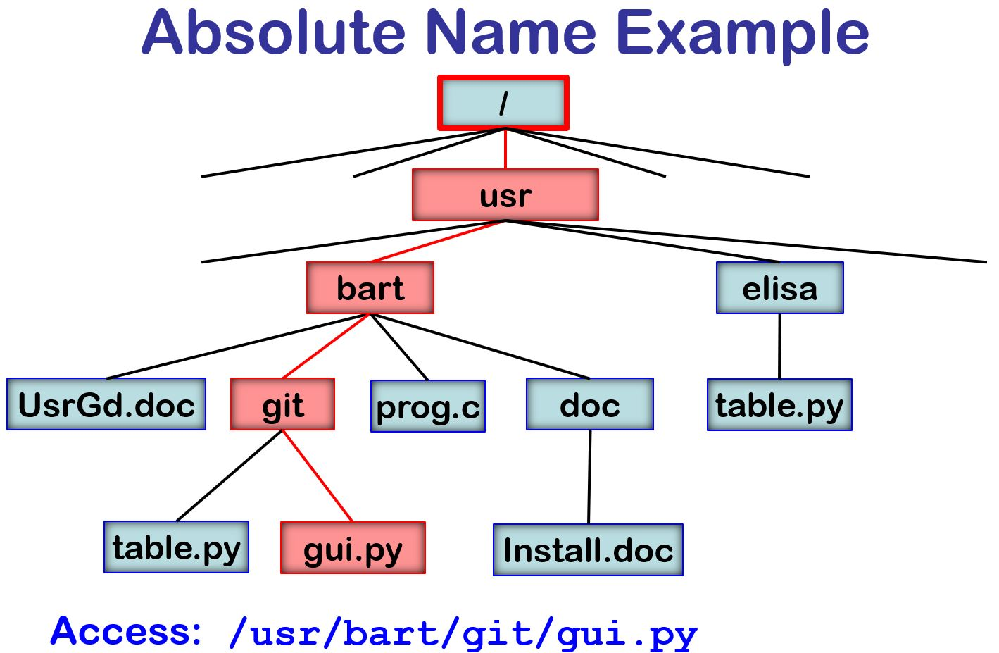 Absolute Name Example
/
usr
bart
elisa
UsrGd.doc
git
prog.c
doc
table.py
table.py
gui.py
Install.doc
Access: /usr/bart/git/gui.py